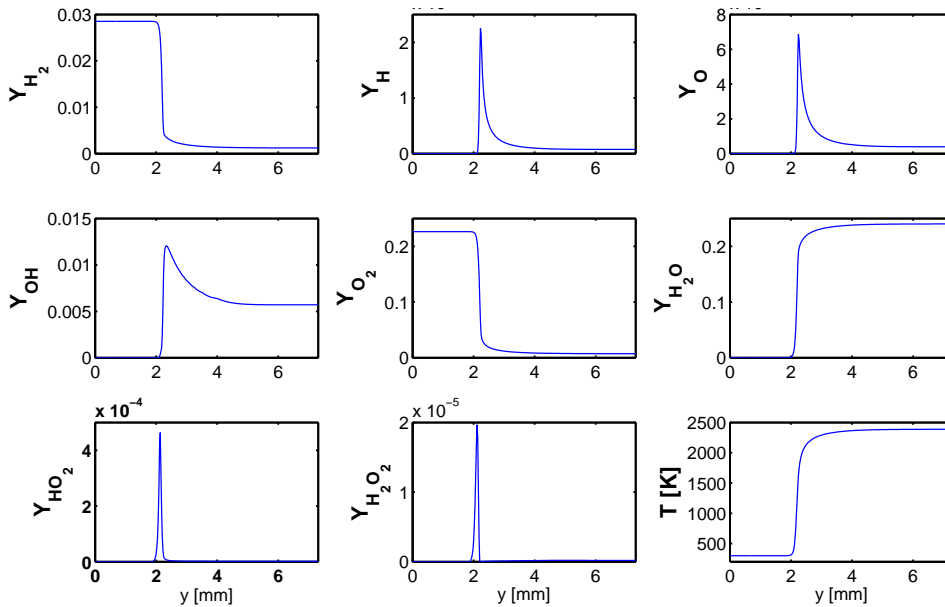 Y_H2
0.03
0.02
0.01
0
0 2 4 6
Y_H
2
1
0
0 2 4 6
Y_O
8
6
4
2
0
0 2 4 6
Y_OH
0.015
0.01
0.005
0
0 2 4 6
Y_O2
0.2
0.1
0
0 2 4 6
Y_H2O
0.2
0.1
0
0 2 4 6
x 10^-4
Y_HO2
4
2
0
0 2 4 6
y [mm]
x 10^-5
Y_H2O2
2
1
0
0 2 4 6
y [mm]
T [K]
2500
2000
1500
1000
500
0 2 4 6
y [mm]